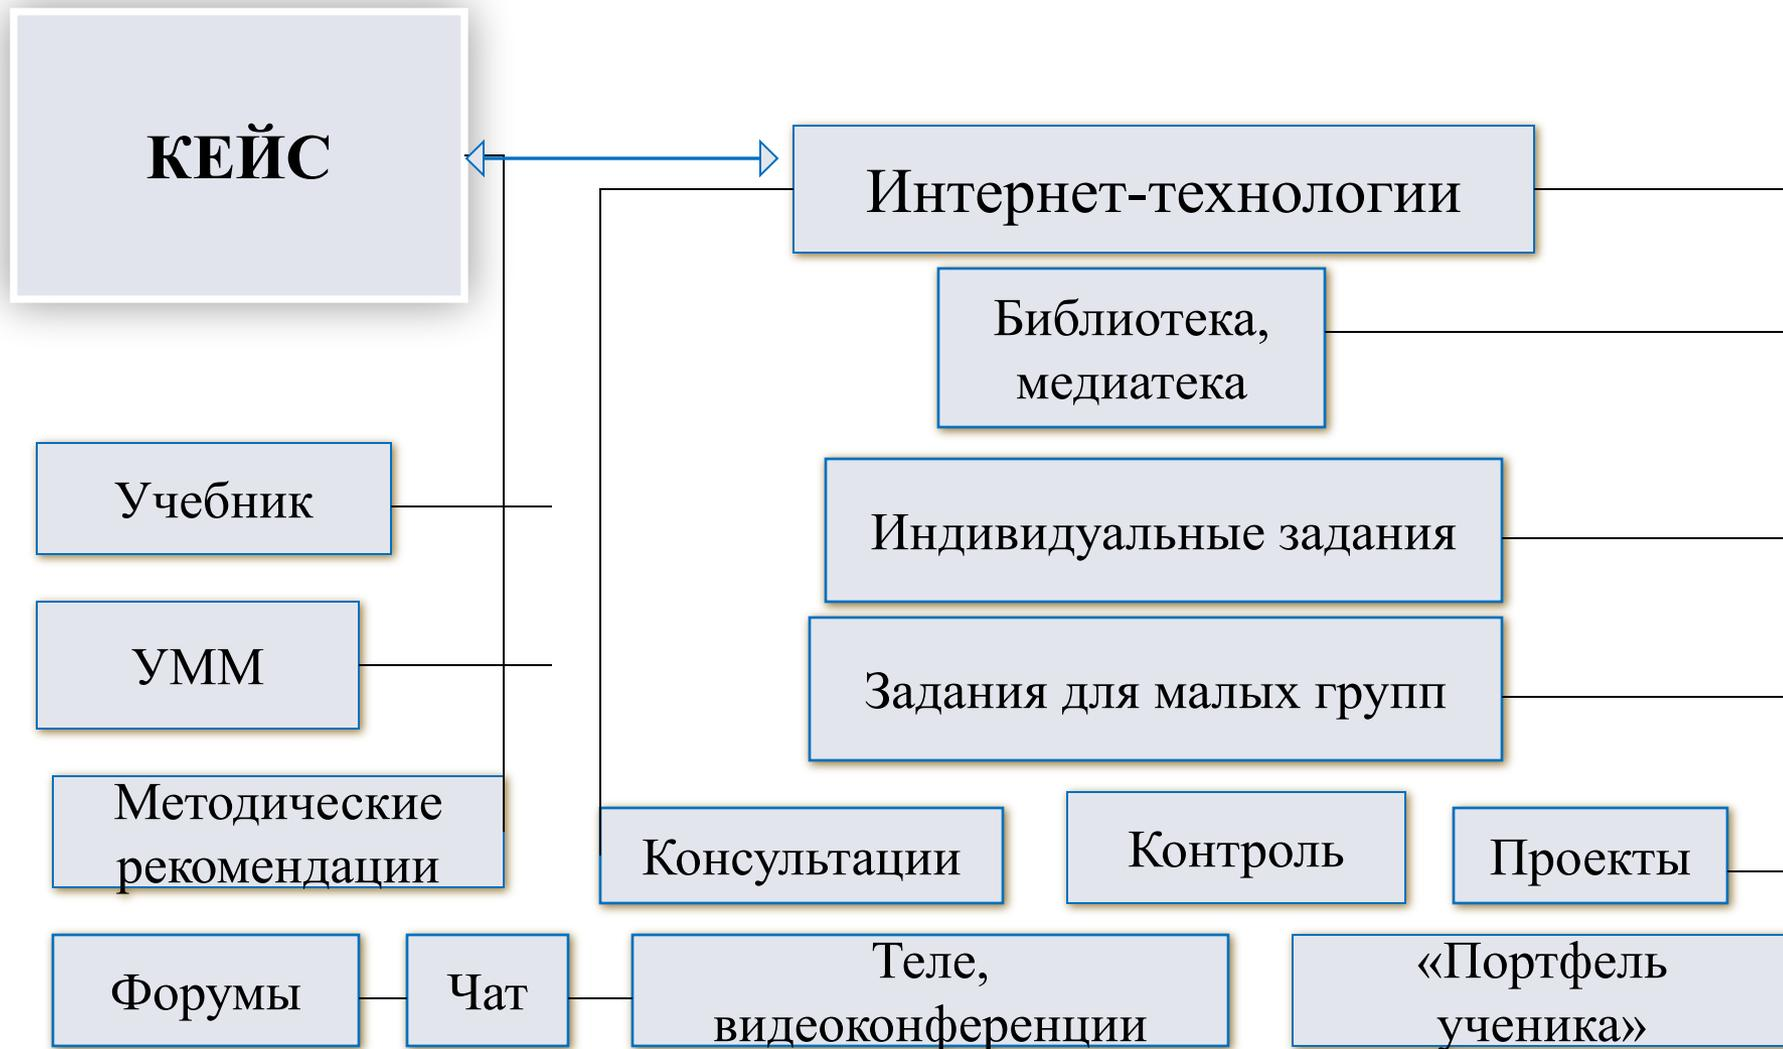 КЕЙС
Интернет-технологии
Библиотека,
медиатека
Учебник
Индивидуальные задания
УММ
Задания для малых групп
Методические
рекомендации
Консультации
Контроль
Проекты
Форумы
Чат
Теле,
видеоконференции
«Портфель
ученика»